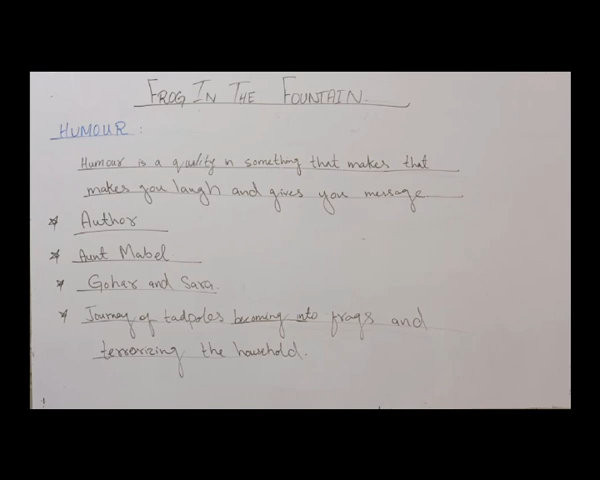 FROG IN THE FOUNTAIN.
HUMOUR :
Humour is a quality in something that makes that
makes you laugh and gives you message
* Author
* Aunt Mabel
* Gohar and Sara.
* Journey of tadpoles becoming into frogs and
terrorizing the household.